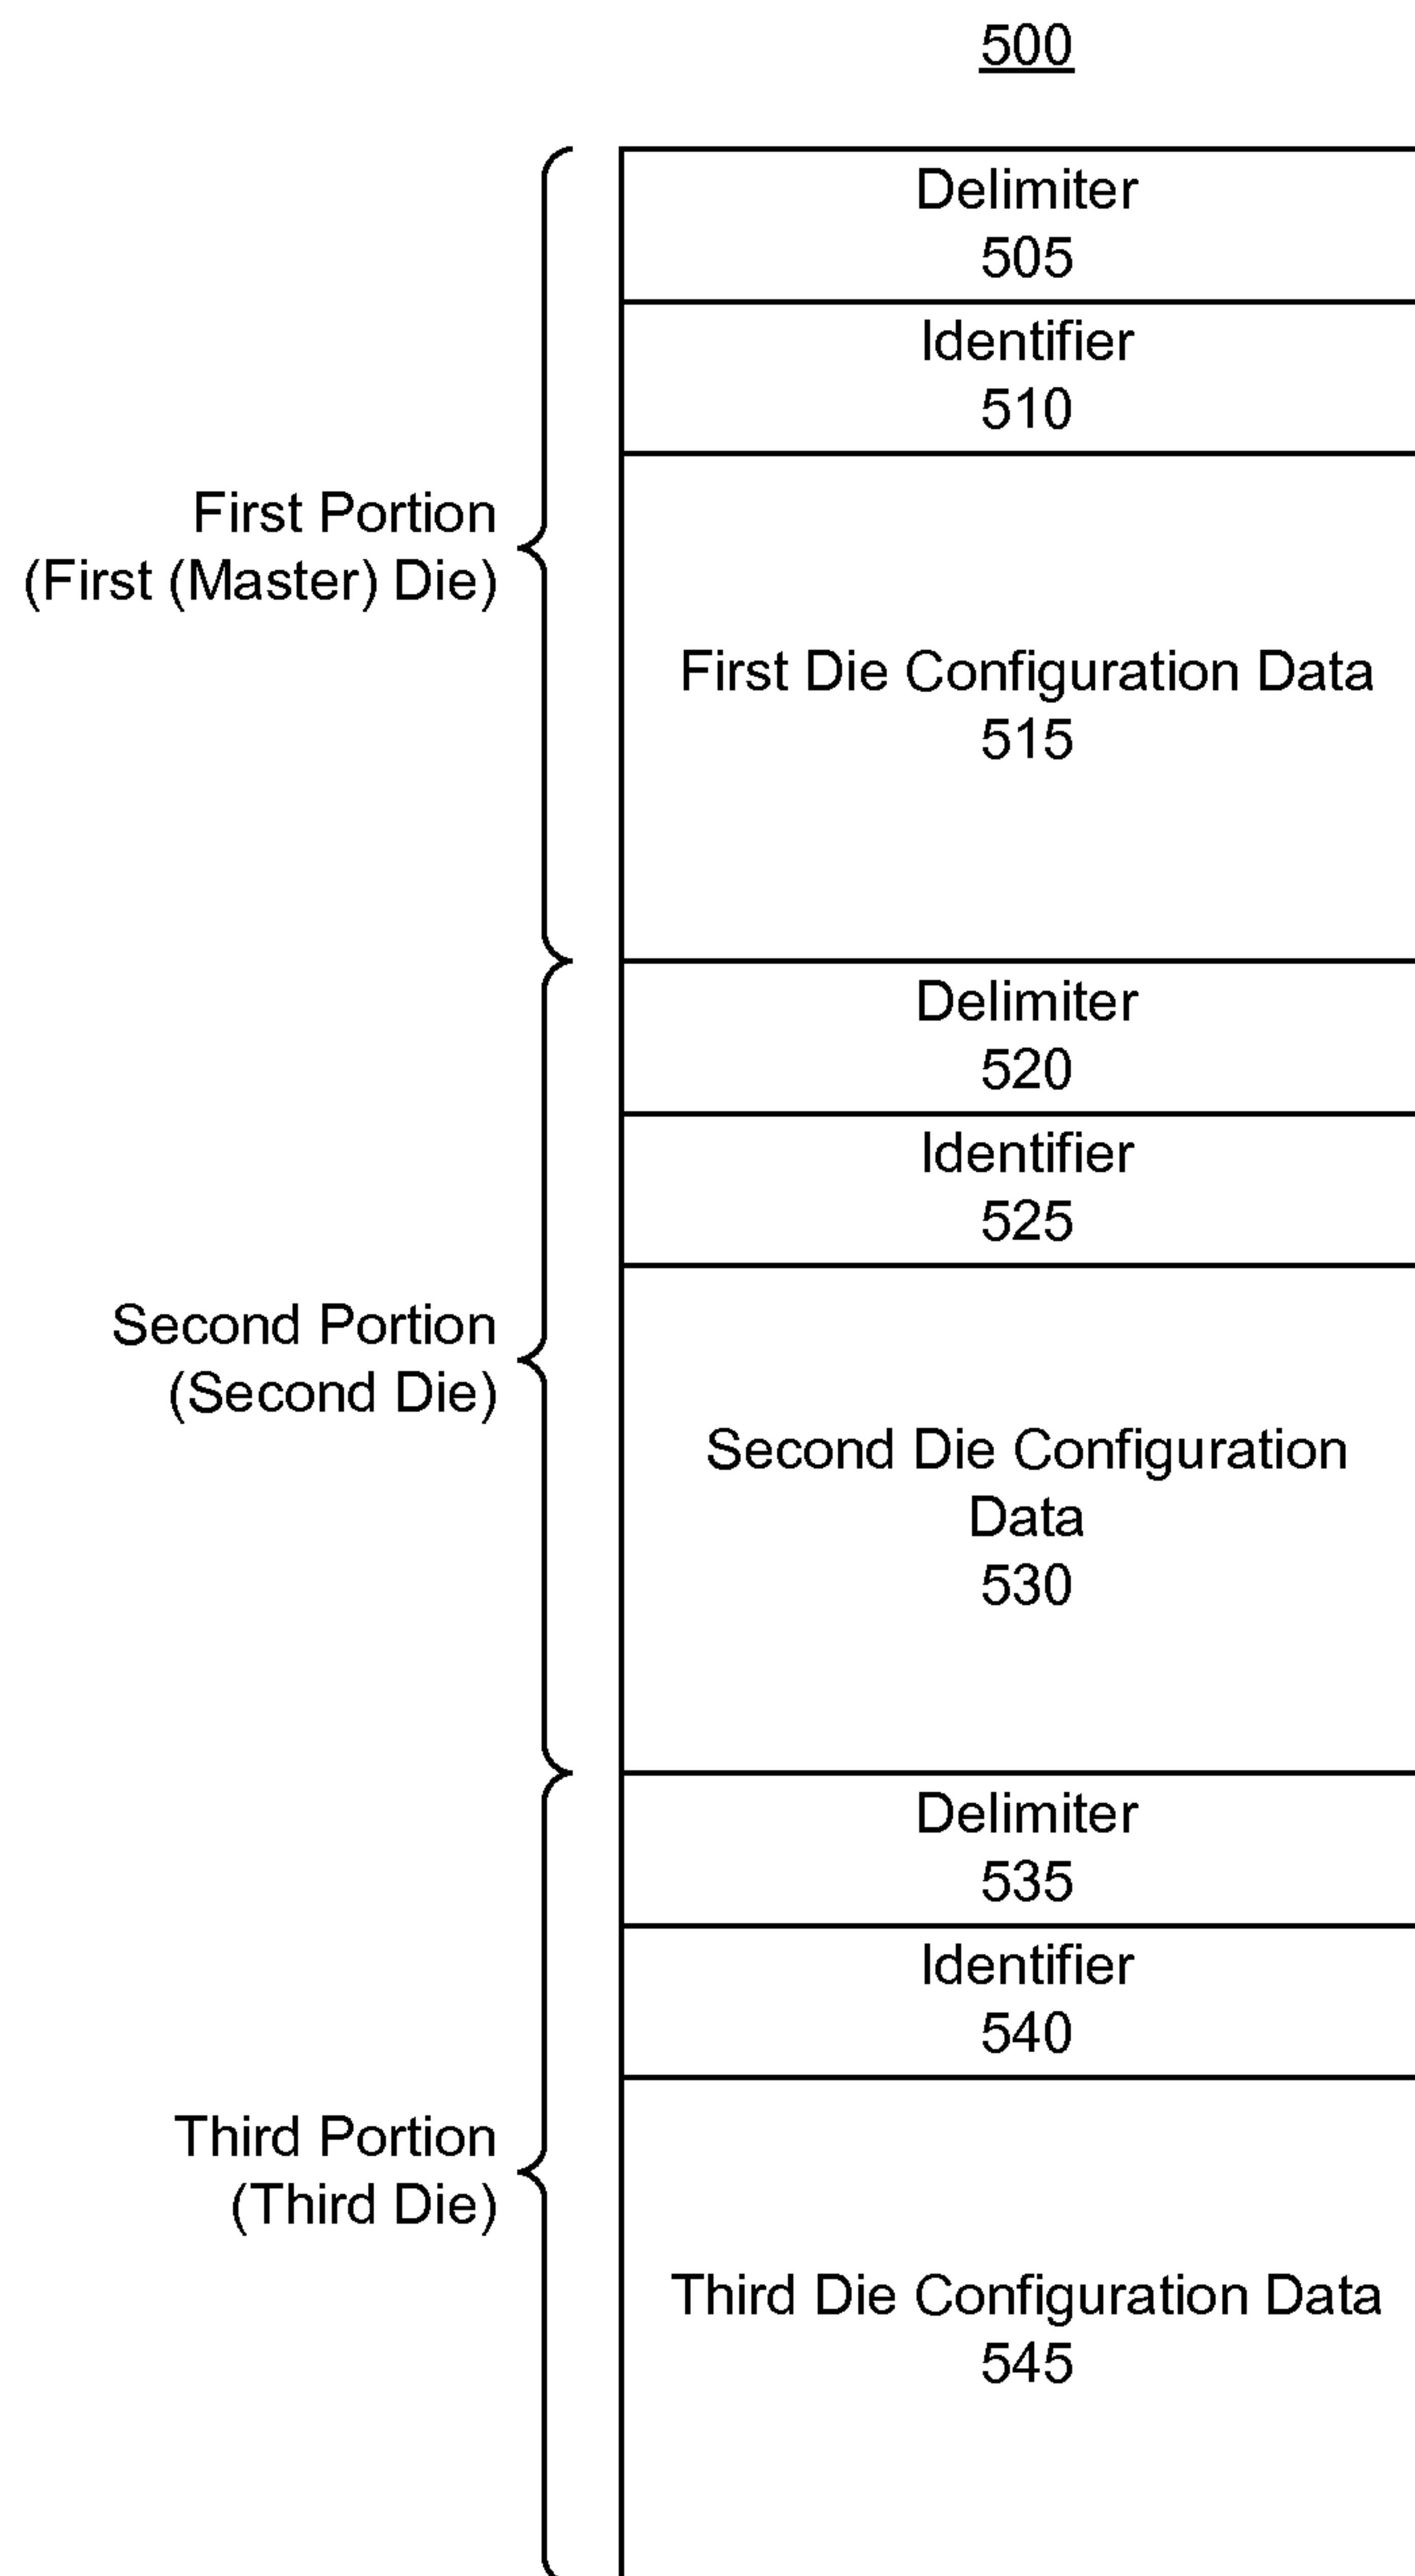 500
Delimiter
505
Identifier
510
First Portion
(First (Master) Die)
First Die Configuration Data
515
Delimiter
520
Identifier
525
Second Portion
(Second Die)
Second Die Configuration
Data
530
Delimiter
535
Identifier
540
Third Portion
(Third Die)
Third Die Configuration Data
545